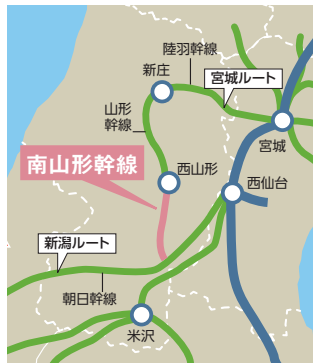 陸羽幹線
新庄
宮城ルート
山形
幹線
宮城
南山形幹線
西山形
西仙台
新潟ルート
朝日幹線
米沢